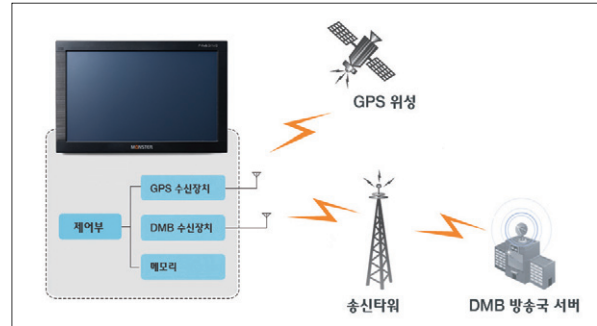 MONSTER
GPS 위성
GPS 수신장치
제어부
DMB 수신장치
메모리
송신타워
DMB 방송국 서버